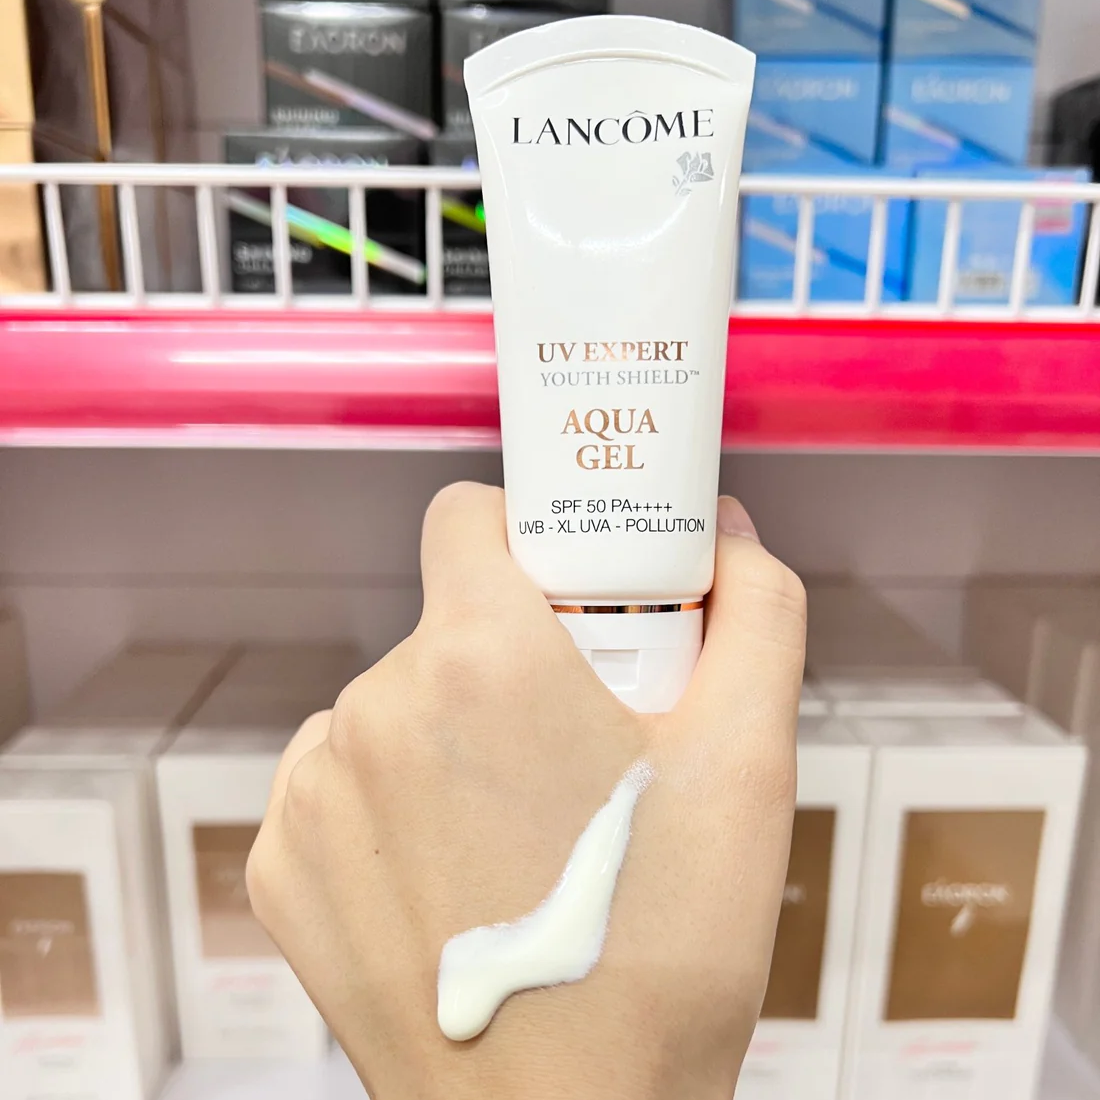 LANCÔME
UV EXPERT
YOUTH SHIELD™
AQUA
GEL
SPF 50 PA++++
UVB - XL UVA - POLLUTION